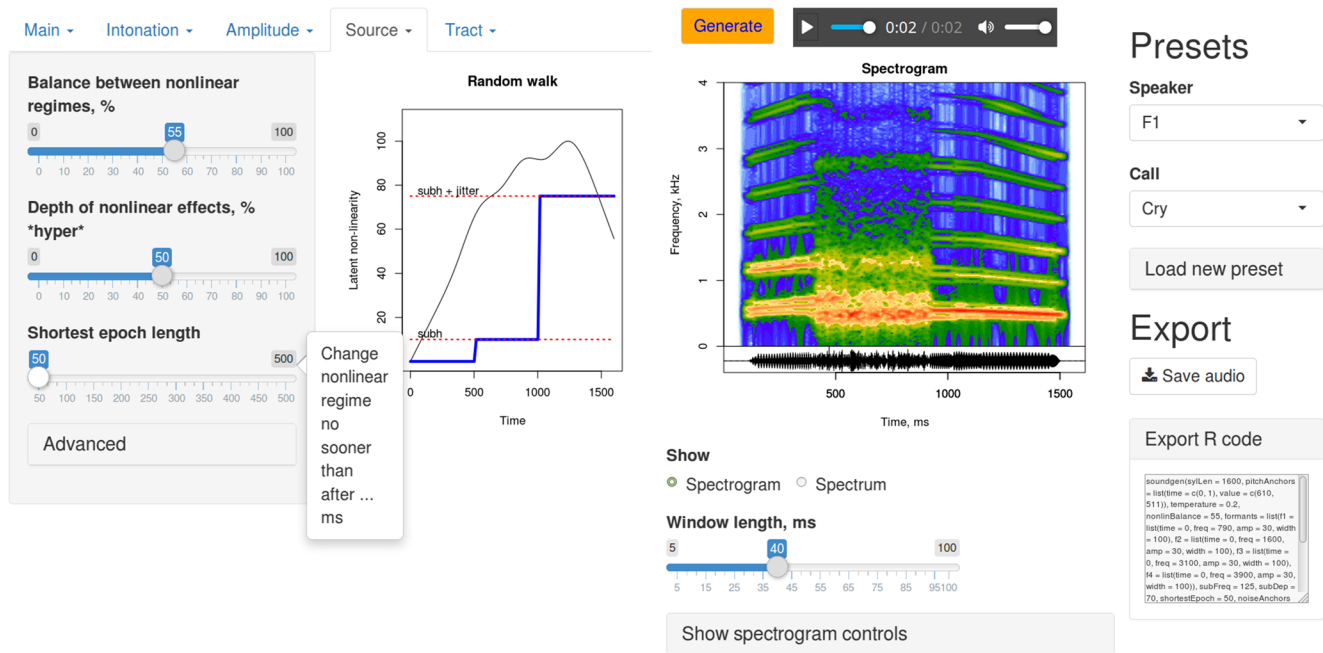 Main
Intonation
Amplitude
Source
Tract
Balance between nonlinear
regimes, %
0 55 100
0 10 20 30 40 50 60 70 80 90 100
Depth of nonlinear effects, %
*hyper*
0 50 100
0 10 20 30 40 50 60 70 80 90 100
Shortest epoch length
50 500
50 100 150 200 250 300 350 400 450 500
Advanced
Change
nonlinear
regime
no
sooner
than
after ...
ms
Random walk
Latent non-linearity
100
80
60
40
20
subh + jitter
subh
0 500 1000 1500
Time
Generate
0:02 / 0:02
Spectrogram
Frequency, kHz
4
3
2
1
0
500 1000 1500
Time, ms
Show
Spectrogram
Spectrum
Window length, ms
5 40 100
5 15 25 35 45 55 65 75 85 95 100
Show spectrogram controls
Presets
Speaker
F1
Call
Cry
Load new preset
Export
Save audio
Export R code
soundgen(sylLen = 1600, pitchAnchors
= list(time = c(0, 1), value = c(610,
511)), temperature = 0.2,
nonlinBalance = 55, formants = list(f1 =
list(time = 0, freq = 790, amp = 30, width
= 100), f2 = list(time = 0, freq = 1600,
amp = 30, width = 100), f3 = list(time =
0, freq = 3100, amp = 30, width = 100),
f4 = list(time = 0, freq = 3900, amp = 30,
width = 100)), subFreq = 125, subDep =
70, shortestEpoch = 50, noiseAnchors